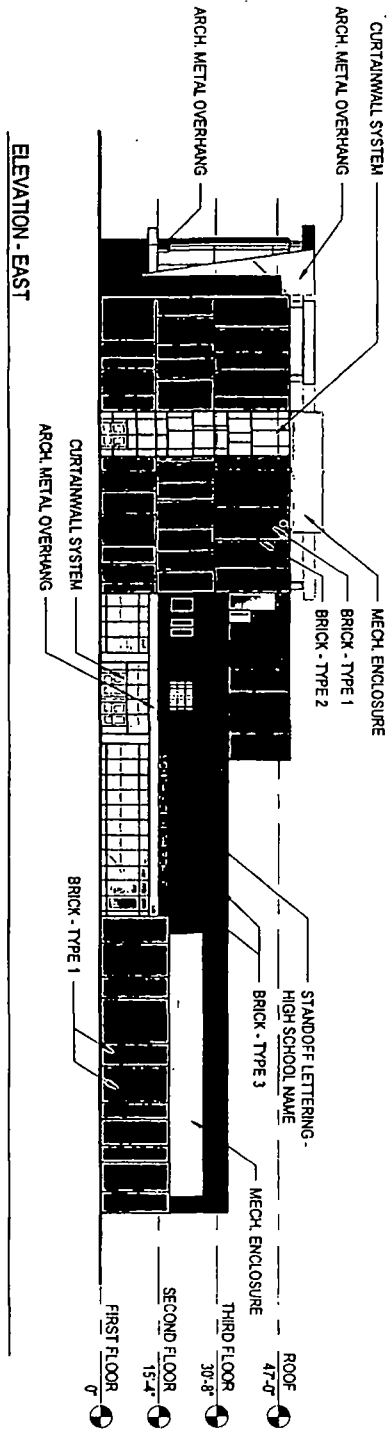 CURTAINWALL SYSTEM
ARCH. METAL OVERHANG
ARCH. METAL OVERHANG
MECH. ENCLOSURE
BRICK - TYPE 1
BRICK - TYPE 2
STANDOFF LETTERING -
HIGH SCHOOL NAME
BRICK - TYPE 3
MECH. ENCLOSURE
ROOF
47'-0"
THIRD FLOOR
30'-8"
SECOND FLOOR
15'-4"
FIRST FLOOR
0"
CURTAINWALL SYSTEM
ARCH. METAL OVERHANG
BRICK - TYPE 1
ELEVATION - EAST